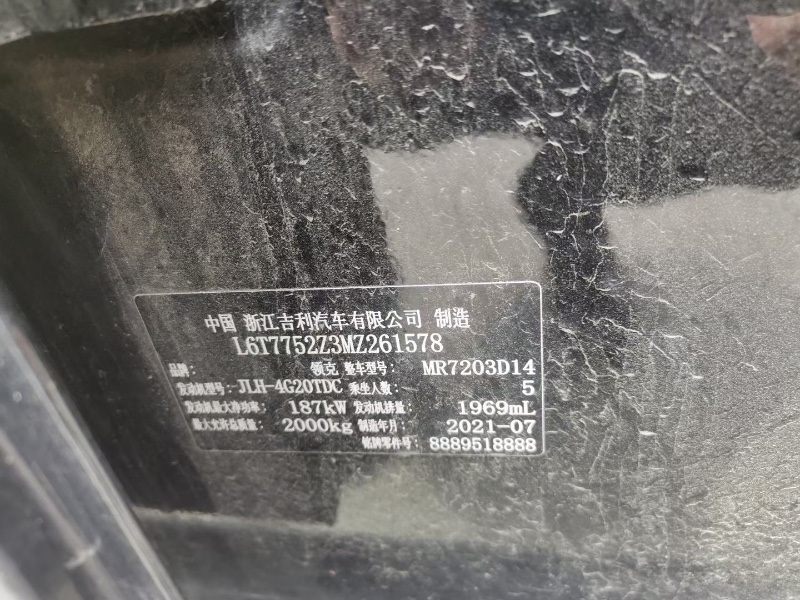 中国 浙江吉利汽车有限公司 制造
L6T7752Z3MZ261578
品牌: 领克 整车型号: MR7203D14
发动机型号: JLH-4G20TDC 乘坐人数: 5
发动机最大净功率: 187kW 发动机排量: 1969mL
最大允许总质量: 2000kg 制造年月: 2021-07
铭牌零件号: 8889518888